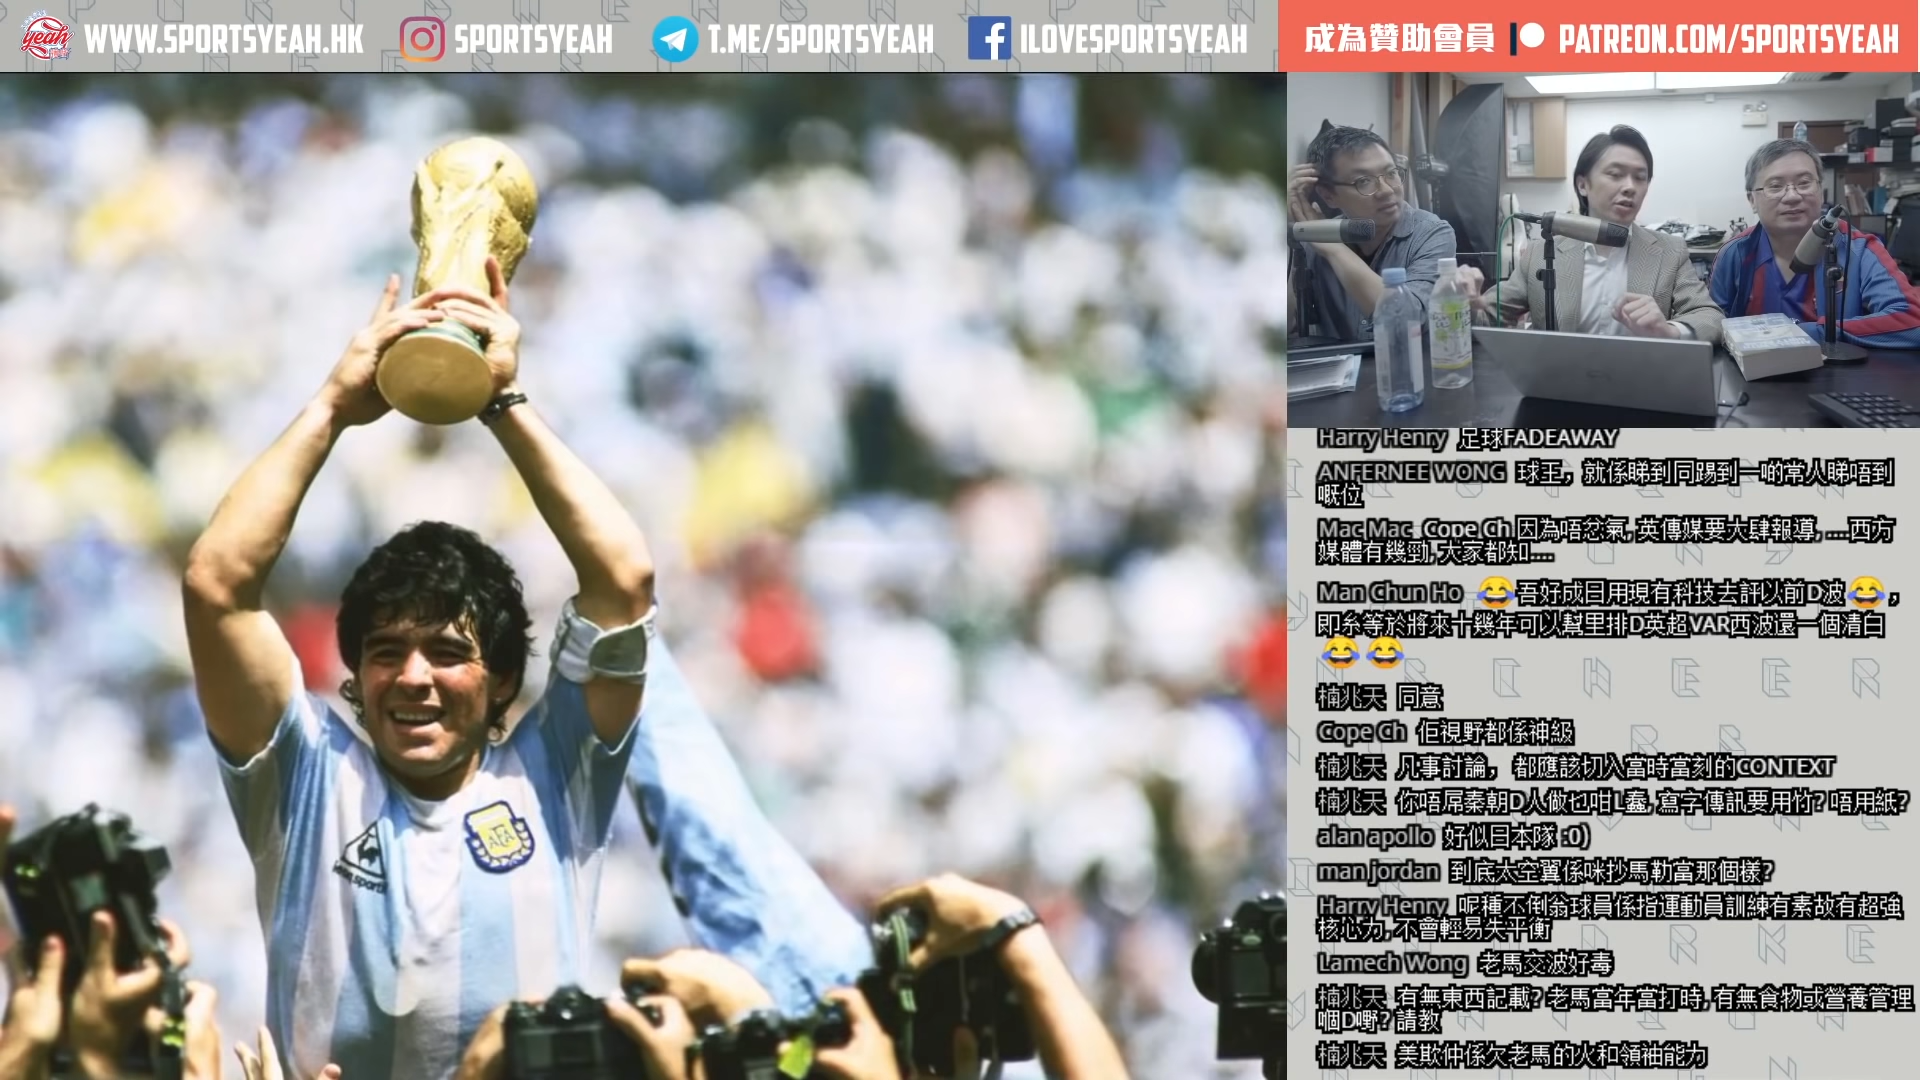 yeah
WWW.SPORTSYEAH.HK
SPORTSYEAH
T.ME/SPORTSYEAH
ILOVESPORTSYEAH
成為贊助會員
PATREON.COM/SPORTSYEAH
AFA
Harry Henry 足球FADEAWAY
ANFERNEE WONG 球王，就係睇到同踢到一啲常人睇唔到
嘅位
Mac Mac Cope Ch 因為唔忿氣, 英傳媒要大肆報導, ....西方
媒體有幾勁, 大家都知....
Man Chun Ho 😂吾好成日用現有科技去評以前D波😂，
即糸等於將來十幾年可以幫里排D英超VAR西波還一個清白
😂😂
楠兆天 同意
Cope Ch 佢視野都係神級
楠兆天 凡事討論， 都應該切入當時當刻的CONTEXT
楠兆天 你唔屌秦朝D人做乜咁L蠢, 寫字傳訊要用竹? 唔用紙?
alan apollo 好似日本隊 :0)
man jordan 到底太空翼係咪抄馬勒當那個樣?
Harry Henry 呢種不倒翁球員係指運動員訓練有素故有超強
核心力, 不會輕易失平衡
Lamech Wong 老馬交波好毒
楠兆天 有無東西記載? 老馬當年當打時, 有無食物或營養管理
嗰D嘢? 請教
楠兆天 美欺仲係欠老馬的火和領袖能力